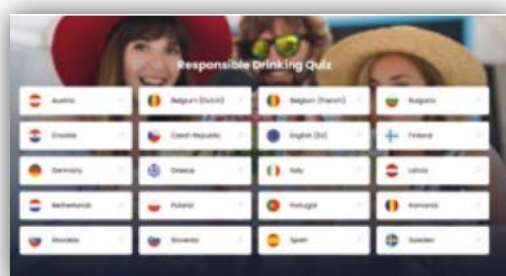 Responsible Drinking Quiz
Austria Belgium (Dutch) Belgium (French) Bulgaria
Croatia Czech Republic English (EU) Finland
Germany Greece Italy Latvia
Netherlands Poland Portugal Romania
Slovakia Slovenia Spain Sweden